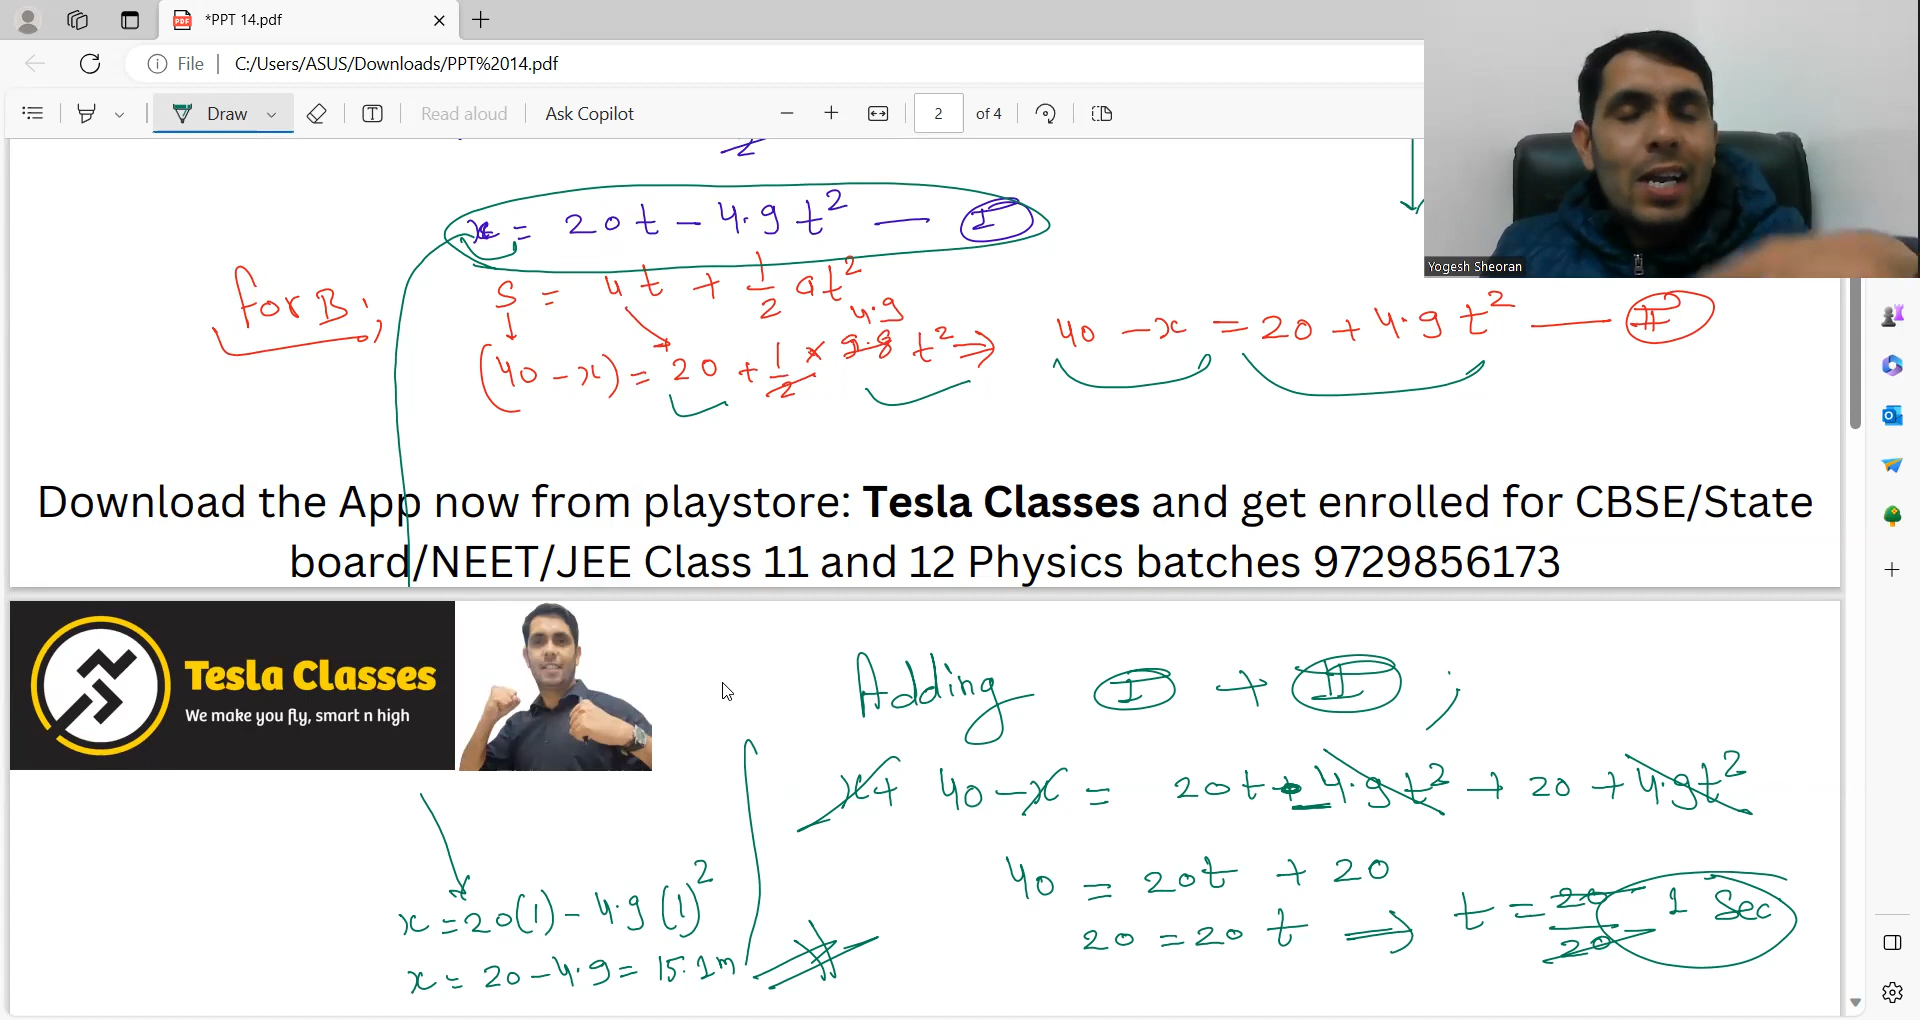 *PPT 14.pdf
File | C:/Users/ASUS/Downloads/PPT%2014.pdf
Draw
Read aloud
Ask Copilot
2 of 4
Yogesh Sheoran
x = 20t - 4.9t² — I
for B;
S = ut + 1/2 at²
4.9
(40 - x) = 20 + 1/2 × 9.8 t² ⇒ 40 - x = 20 + 4.9t² — II
Download the App now from playstore: Tesla Classes and get enrolled for CBSE/State
board/NEET/JEE Class 11 and 12 Physics batches 9729856173
Tesla Classes
We make you fly, smart n high
Adding I + II ;
x + 40 - x = 20t - 4.9t² + 20 + 4.9t²
40 = 20t + 20
20 = 20 t ⇒ t = 20/20 = 1 Sec
x = 20(1) - 4.9(1)²
x = 20 - 4.9 = 15.1m